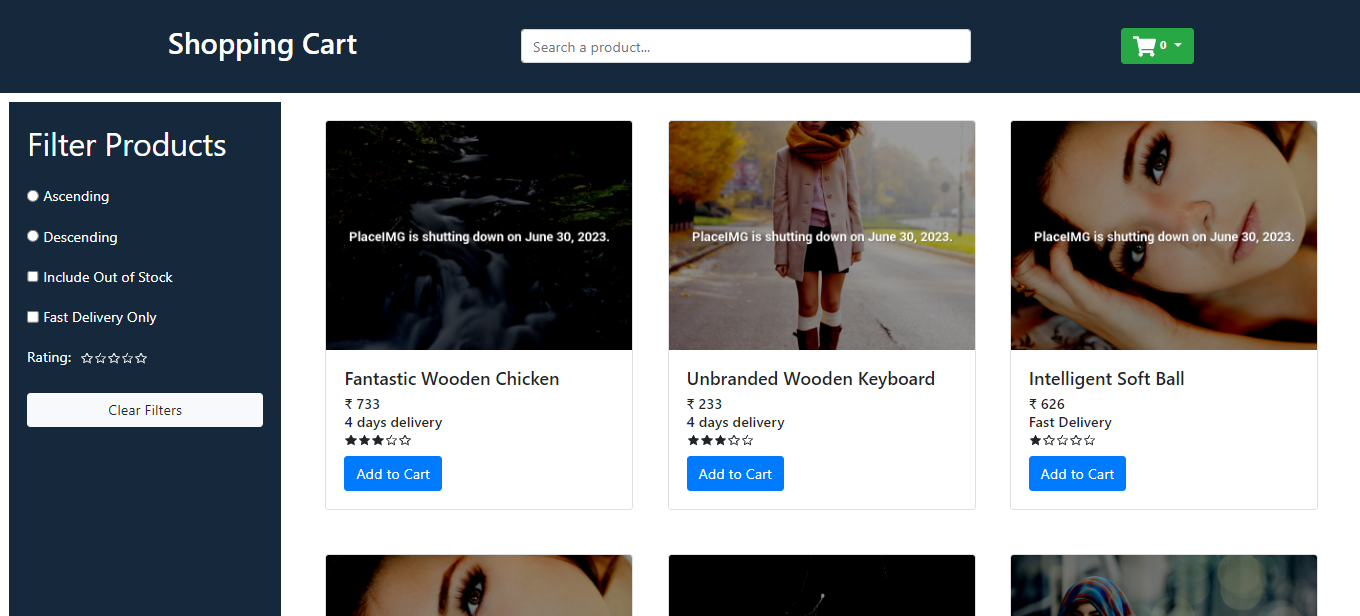 Shopping Cart
Search a product...
0
Filter Products
Ascending
Descending
Include Out of Stock
Fast Delivery Only
Rating:
Clear Filters
PlaceIMG is shutting down on June 30, 2023.
Fantastic Wooden Chicken
₹ 733
4 days delivery
Add to Cart
PlaceIMG is shutting down on June 30, 2023.
Unbranded Wooden Keyboard
₹ 233
4 days delivery
Add to Cart
PlaceIMG is shutting down on June 30, 2023.
Intelligent Soft Ball
₹ 626
Fast Delivery
Add to Cart